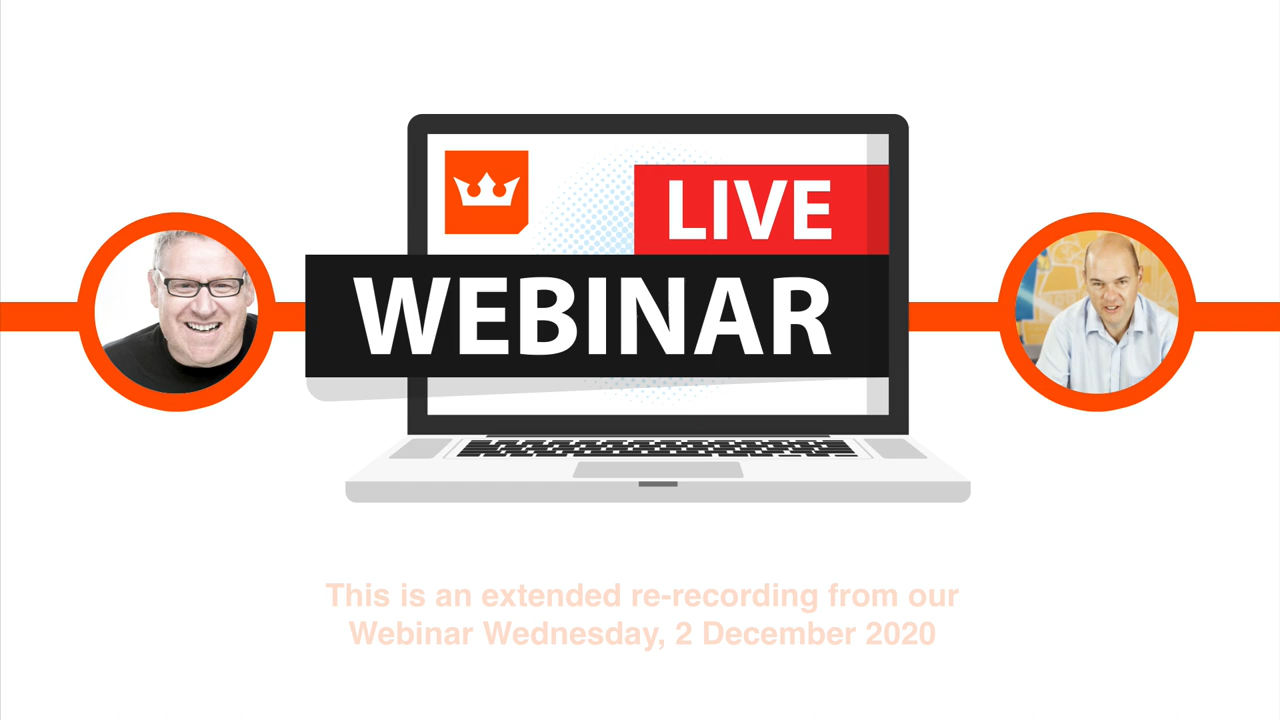 LIVE
WEBINAR
This is an extended re-recording from our
Webinar Wednesday, 2 December 2020